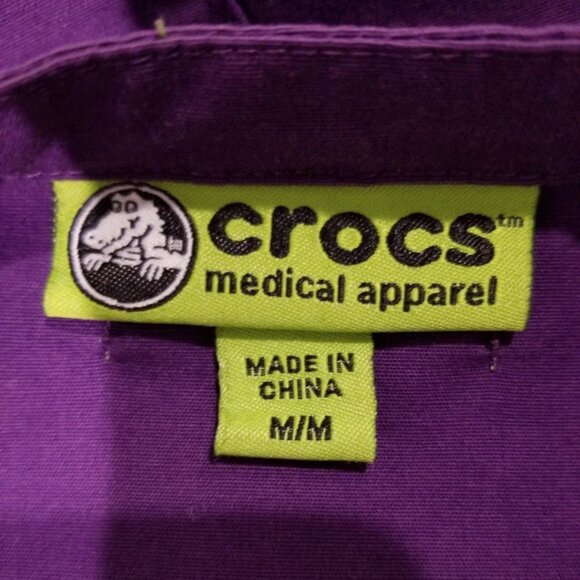 crocs™
medical apparel
MADE IN
CHINA
M/M